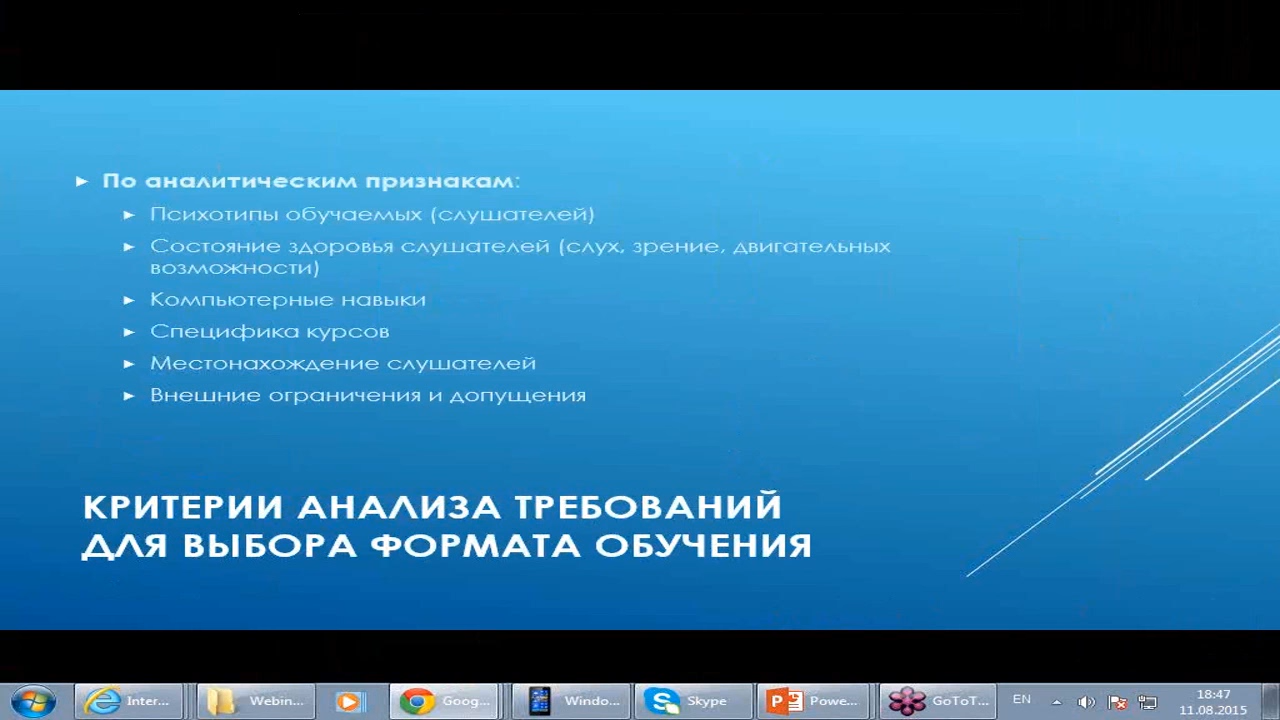 По аналитическим признакам:
Психотипы обучаемых (слушателей)
Состояние здоровья слушателей (слух, зрение, двигательных
возможности)
Компьютерные навыки
Специфика курсов
Местонахождение слушателей
Внешние ограничения и допущения
КРИТЕРИИ АНАЛИЗА ТРЕБОВАНИЙ
ДЛЯ ВЫБОРА ФОРМАТА ОБУЧЕНИЯ
Inter... Webin... Goog... Windo... Skype Powe... GoToT... EN 18:47
11.08.2015